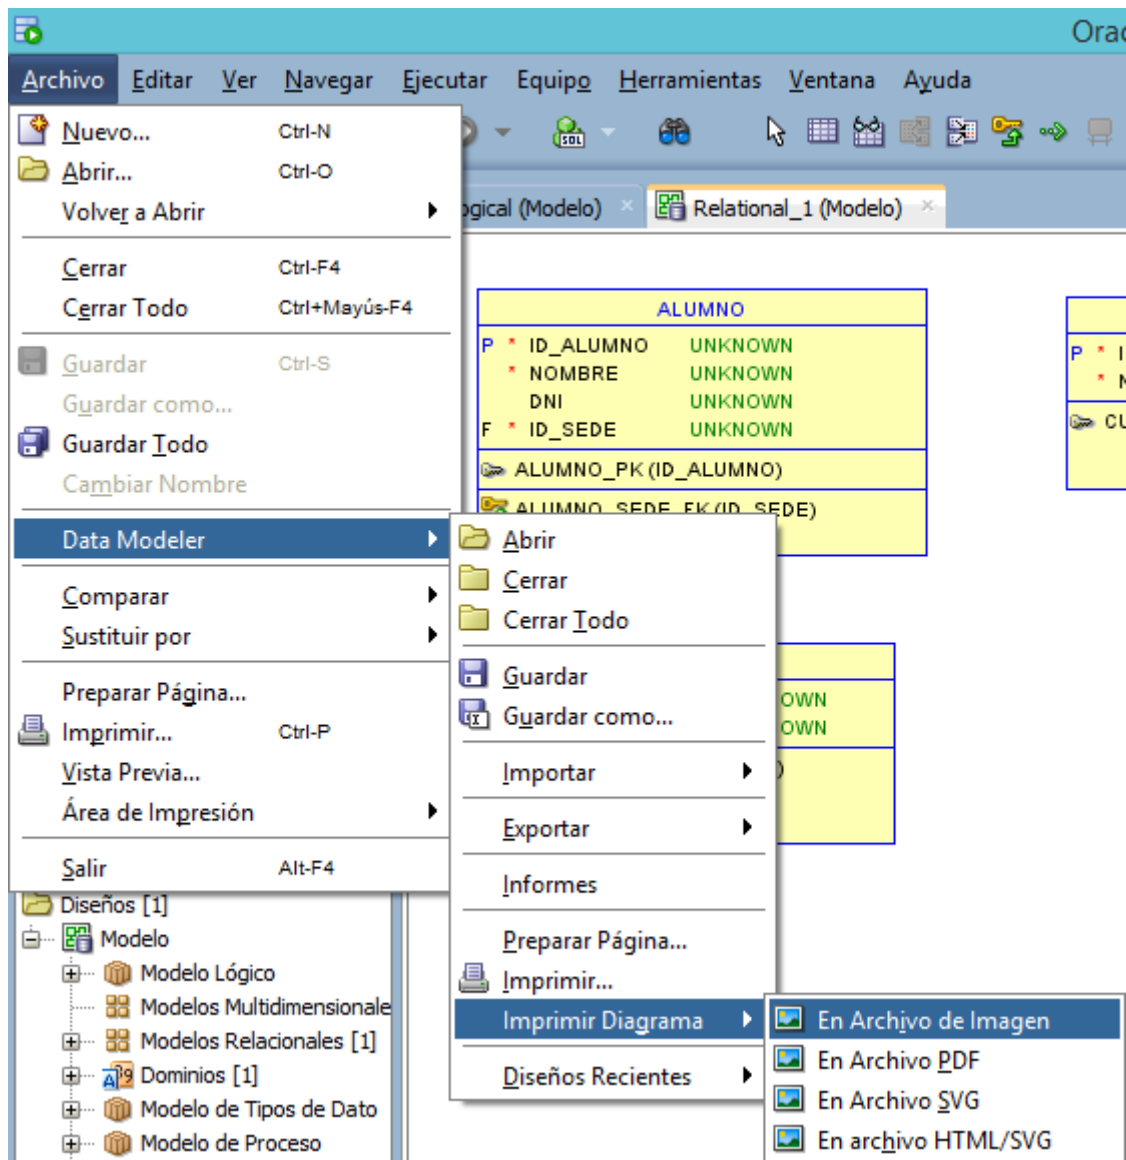 Orac
Archivo Editar Ver Navegar Ejecutar Equipo Herramientas Ventana Ayuda
Nuevo... Ctrl-N
Abrir... Ctrl-O
Volver a Abrir
Cerrar Ctrl-F4
Cerrar Todo Ctrl+Mayús-F4
Guardar Ctrl-S
Guardar como...
Guardar Todo
Cambiar Nombre
Data Modeler
Comparar
Sustituir por
Preparar Página...
Imprimir... Ctrl-P
Vista Previa...
Área de Impresión
Salir Alt-F4
SQL
ogical (Modelo)
Relational_1 (Modelo)
ALUMNO
P * ID_ALUMNO UNKNOWN
* NOMBRE UNKNOWN
DNI UNKNOWN
F * ID_SEDE UNKNOWN
ALUMNO_PK (ID_ALUMNO)
ALUMNO_SEDE_FK (ID_SEDE)
P * I
* N
CU
OWN
OWN
)
Abrir
Cerrar
Cerrar Todo
Guardar
Guardar como...
Importar
Exportar
Informes
Preparar Página...
Imprimir...
Imprimir Diagrama
Diseños Recientes
En Archivo de Imagen
En Archivo PDF
En Archivo SVG
En archivo HTML/SVG
Diseños [1]
Modelo
Modelo Lógico
Modelos Multidimensionale
Modelos Relacionales [1]
Dominios [1]
Modelo de Tipos de Dato
Modelo de Proceso